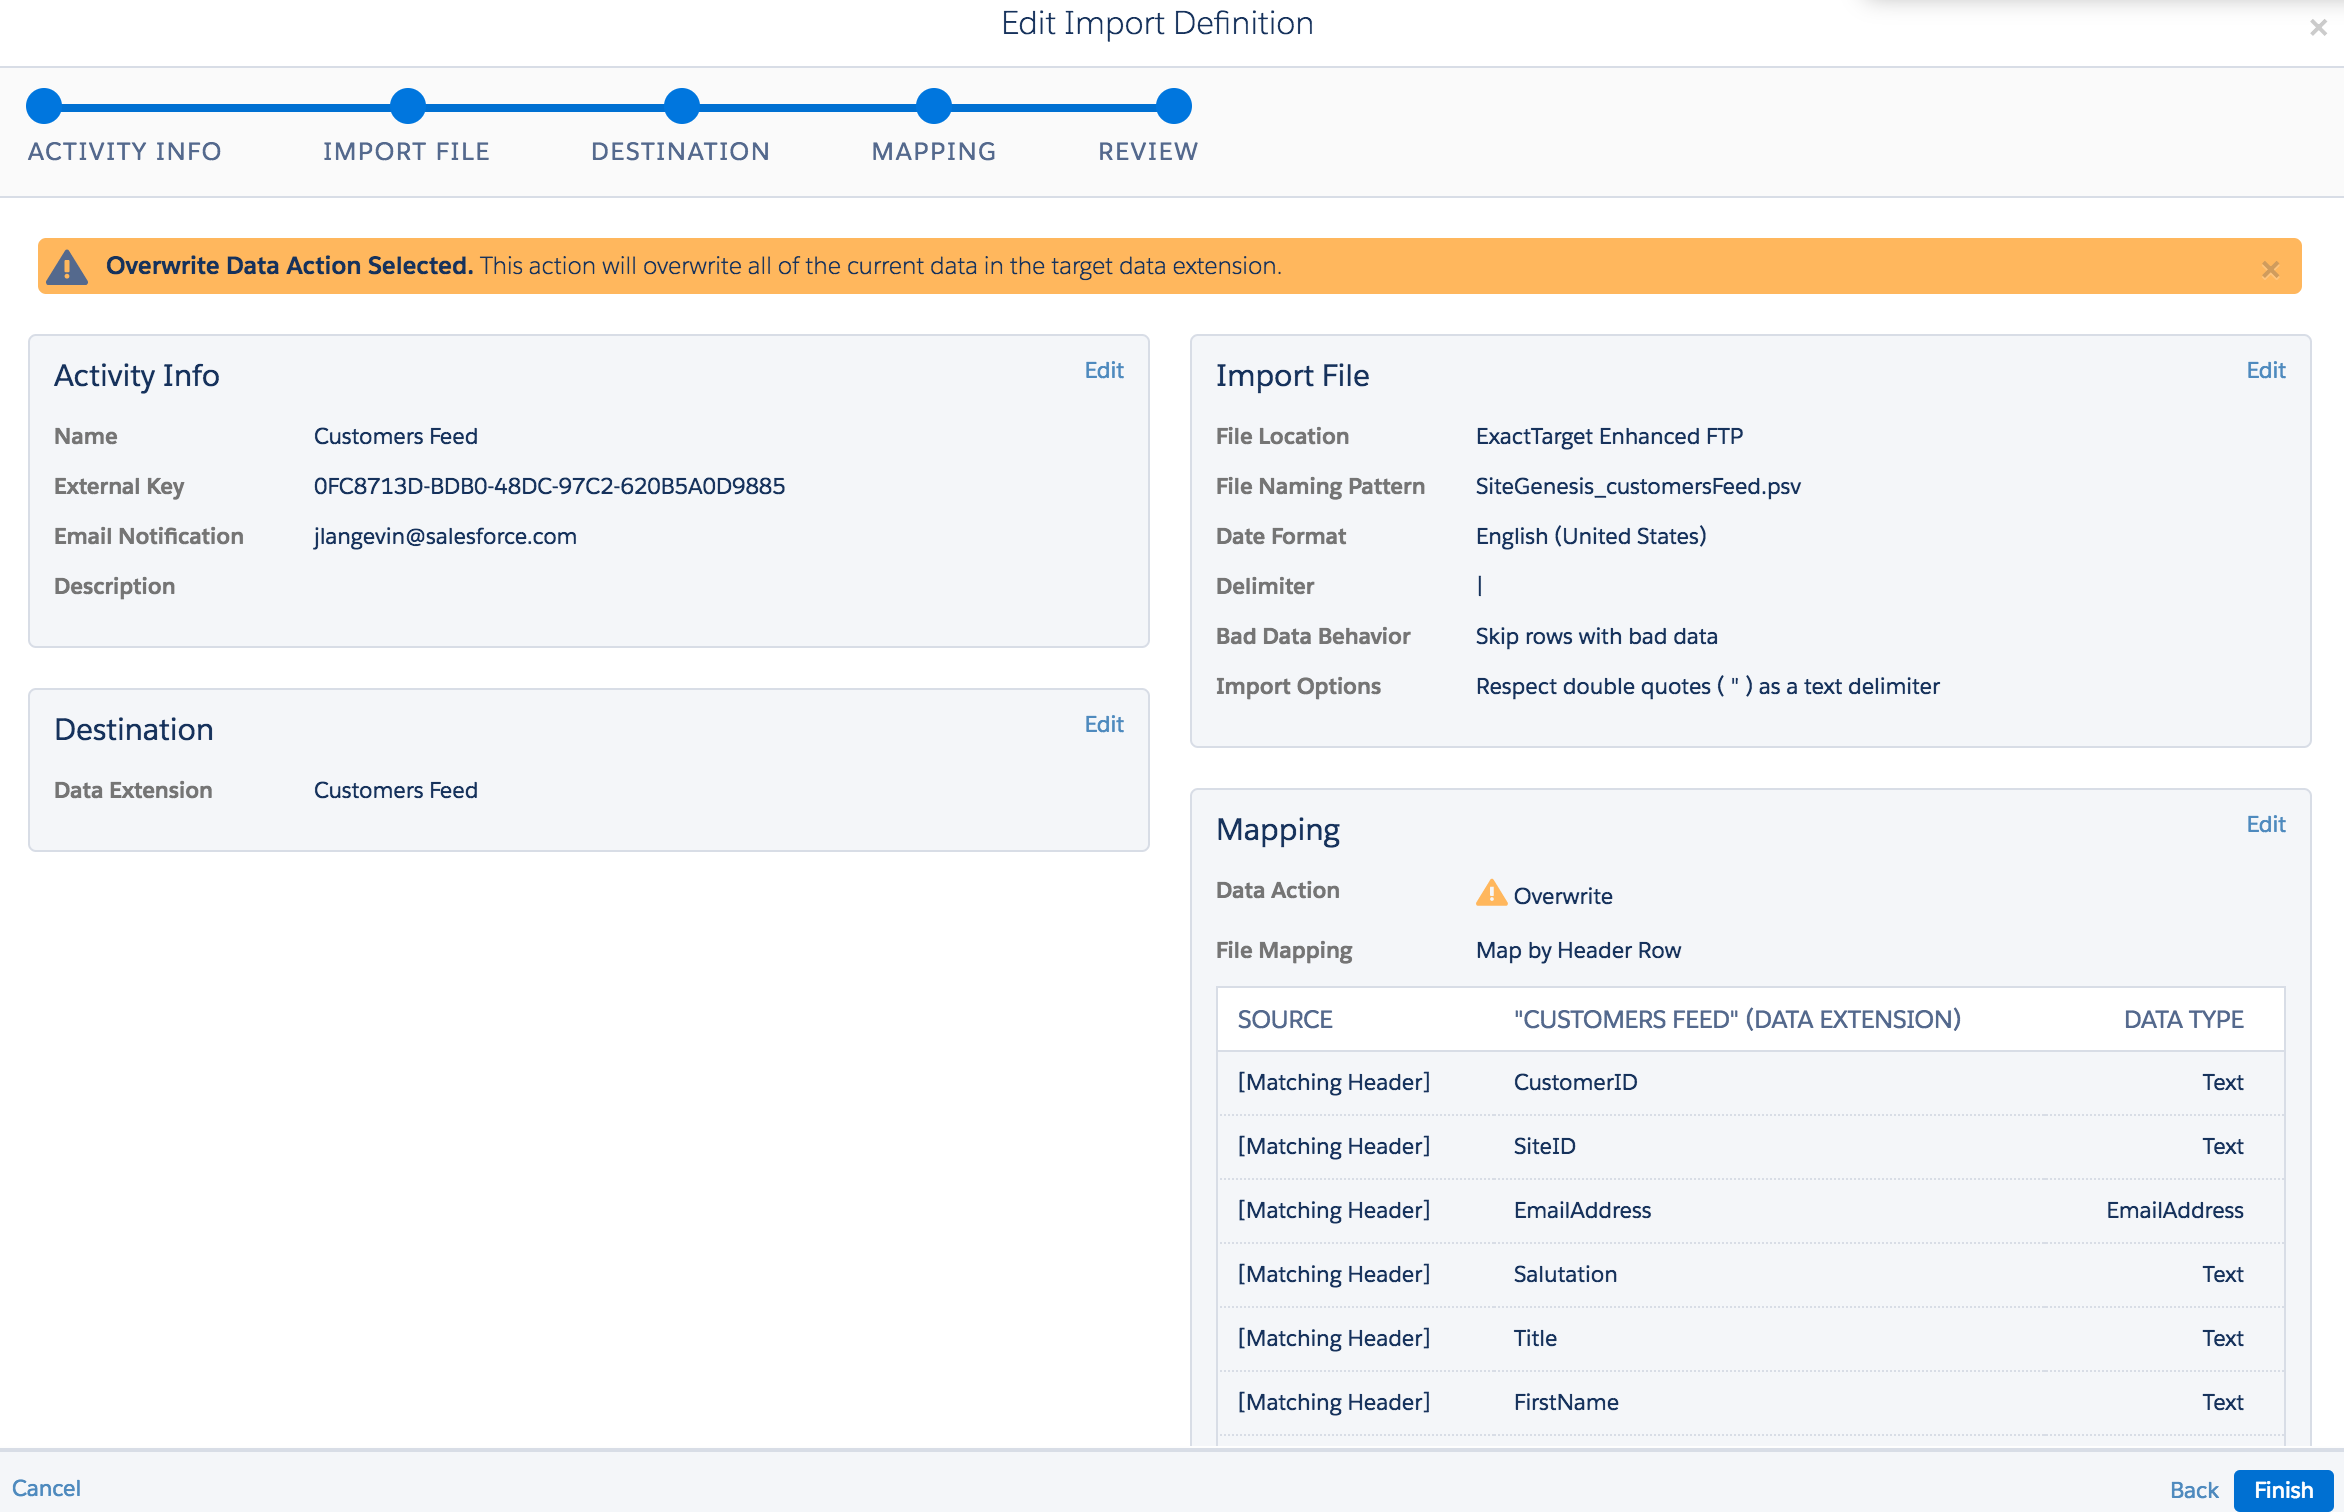 Edit Import Definition
×
ACTIVITY INFO
IMPORT FILE
DESTINATION
MAPPING
REVIEW
Overwrite Data Action Selected. This action will overwrite all of the current data in the target data extension.
×
Activity Info
Edit
Name Customers Feed
External Key 0FC8713D-BDB0-48DC-97C2-620B5A0D9885
Email Notification jlangevin@salesforce.com
Description
Destination
Edit
Data Extension Customers Feed
Import File
Edit
File Location ExactTarget Enhanced FTP
File Naming Pattern SiteGenesis_customersFeed.psv
Date Format English (United States)
Delimiter |
Bad Data Behavior Skip rows with bad data
Import Options Respect double quotes ( " ) as a text delimiter
Mapping
Edit
Data Action Overwrite
File Mapping Map by Header Row
SOURCE "CUSTOMERS FEED" (DATA EXTENSION) DATA TYPE
[Matching Header] CustomerID Text
[Matching Header] SiteID Text
[Matching Header] EmailAddress EmailAddress
[Matching Header] Salutation Text
[Matching Header] Title Text
[Matching Header] FirstName Text
Cancel
Back
Finish